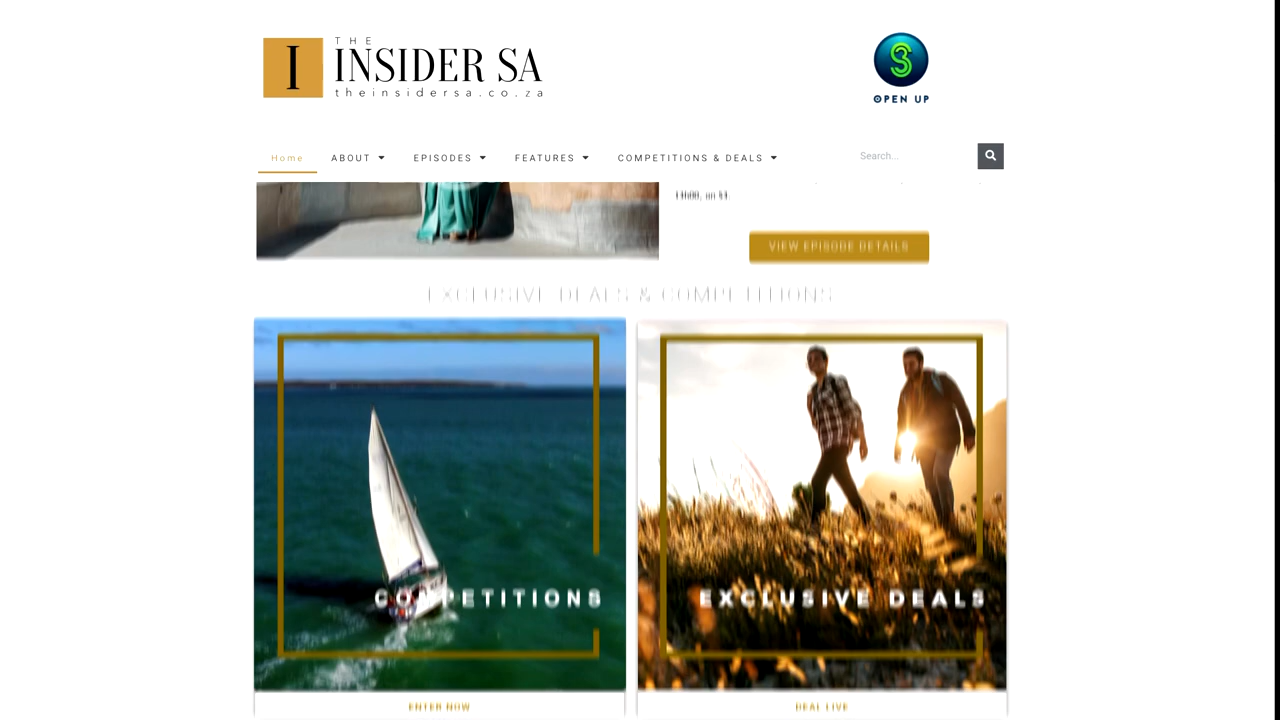 THE
I INSIDER SA
theinsidersa.co.za
OPEN UP
Home ABOUT EPISODES FEATURES COMPETITIONS & DEALS Search...
VIEW EPISODE DETAILS
EXCLUSIVE DEALS & COMPETITIONS
COMPETITIONS
EXCLUSIVE DEALS
ENTER NOW
DEAL LIVE